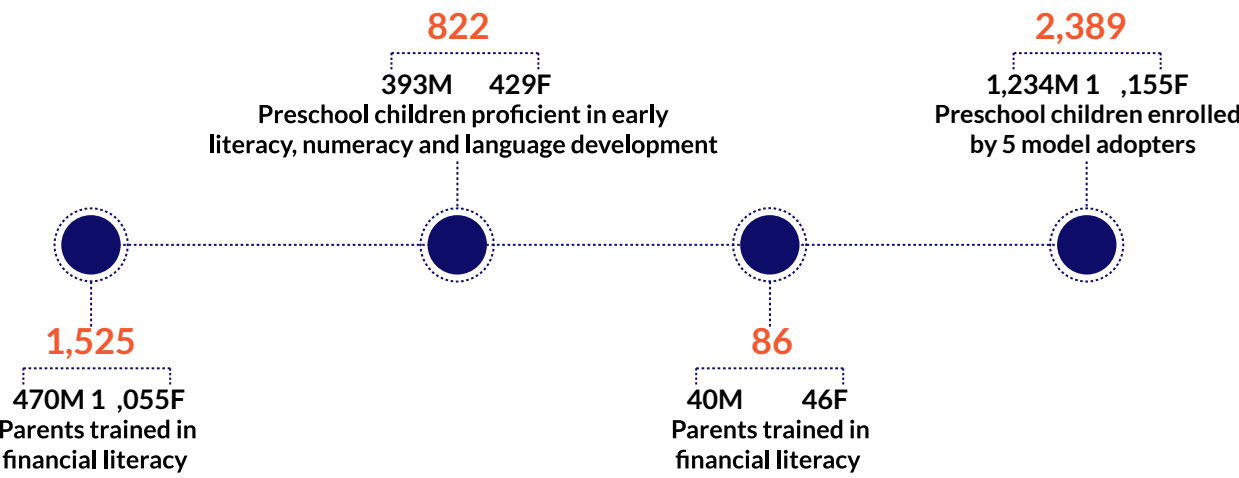 822
393M 429F
Preschool children proficient in early
literacy, numeracy and language development
2,389
1,234M 1 ,155F
Preschool children enrolled
by 5 model adopters
1,525
470M 1 ,055F
Parents trained in
financial literacy
86
40M 46F
Parents trained in
financial literacy